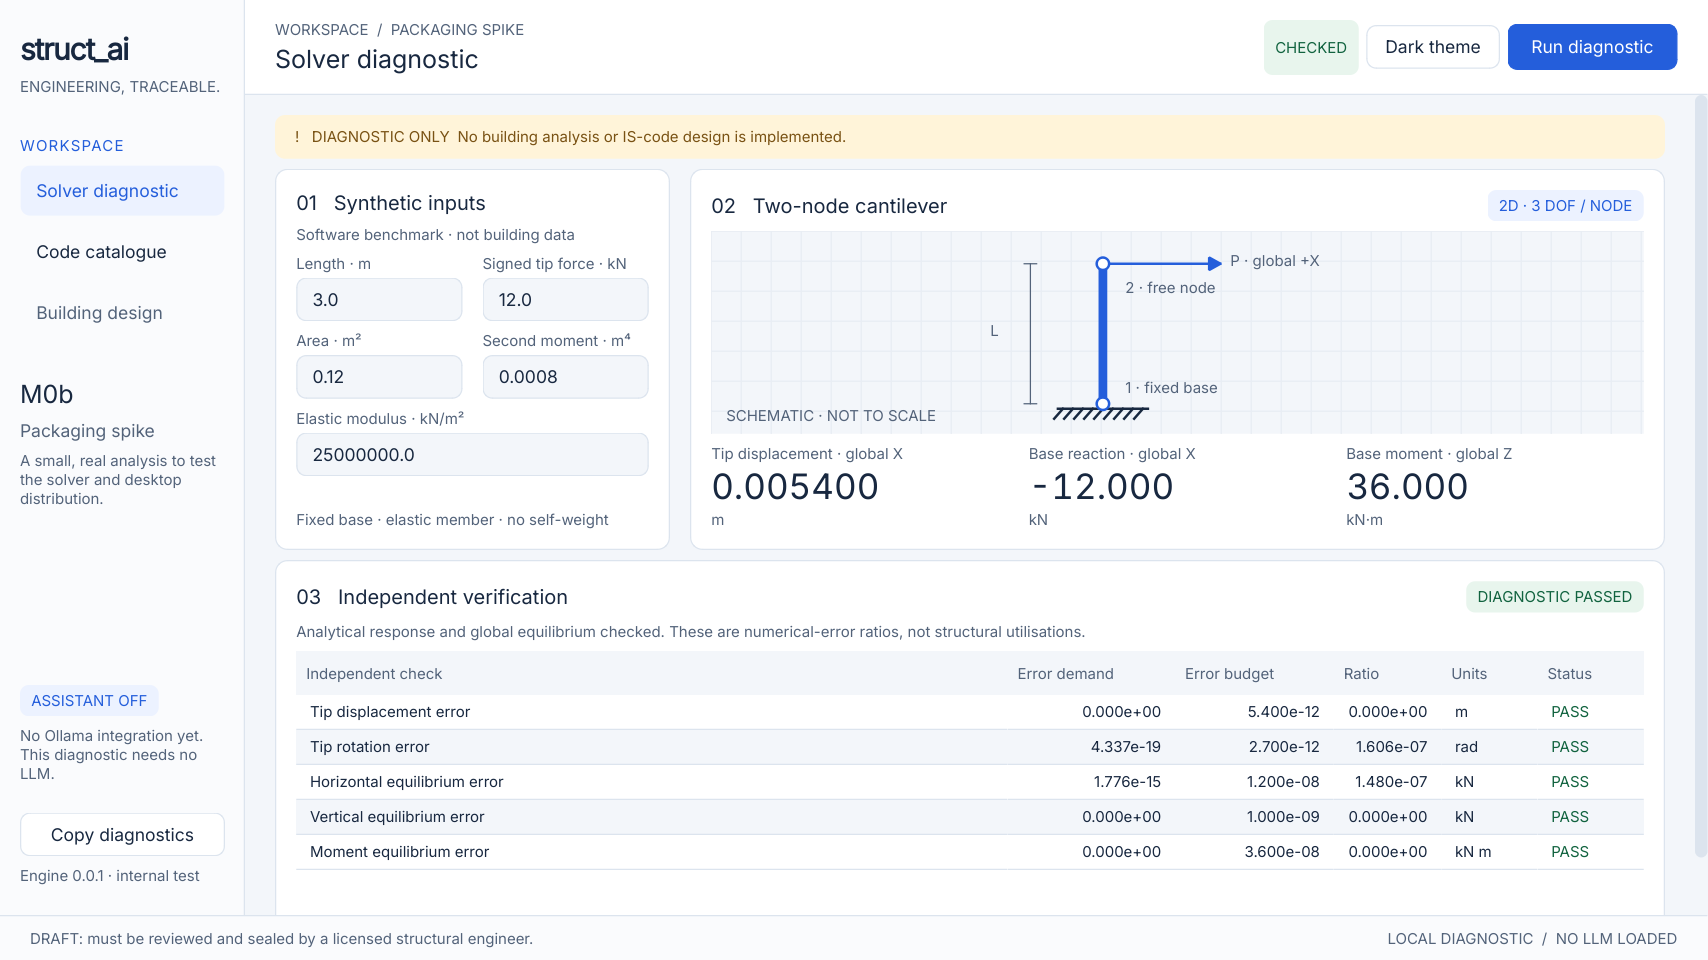 struct_ai
ENGINEERING, TRACEABLE.
WORKSPACE
Solver diagnostic
Code catalogue
Building design
M0b
Packaging spike
A small, real analysis to test
the solver and desktop
distribution.
ASSISTANT OFF
No Ollama integration yet.
This diagnostic needs no
LLM.
Copy diagnostics
Engine 0.0.1 · internal test
WORKSPACE / PACKAGING SPIKE
Solver diagnostic
CHECKED
Dark theme
Run diagnostic
! DIAGNOSTIC ONLY No building analysis or IS-code design is implemented.
01 Synthetic inputs
Software benchmark · not building data
Length · m Signed tip force · kN
3.0 12.0
Area · m² Second moment · m⁴
0.12 0.0008
Elastic modulus · kN/m²
25000000.0
Fixed base · elastic member · no self-weight
02 Two-node cantilever
2D · 3 DOF / NODE
P · global +X
2 · free node
L
1 · fixed base
SCHEMATIC · NOT TO SCALE
Tip displacement · global X Base reaction · global X Base moment · global Z
0.005400 -12.000 36.000
m kN kN·m
03 Independent verification
DIAGNOSTIC PASSED
Analytical response and global equilibrium checked. These are numerical-error ratios, not structural utilisations.
Independent check Error demand Error budget Ratio Units Status
Tip displacement error 0.000e+00 5.400e-12 0.000e+00 m PASS
Tip rotation error 4.337e-19 2.700e-12 1.606e-07 rad PASS
Horizontal equilibrium error 1.776e-15 1.200e-08 1.480e-07 kN PASS
Vertical equilibrium error 0.000e+00 1.000e-09 0.000e+00 kN PASS
Moment equilibrium error 0.000e+00 3.600e-08 0.000e+00 kN m PASS
DRAFT: must be reviewed and sealed by a licensed structural engineer.
LOCAL DIAGNOSTIC / NO LLM LOADED